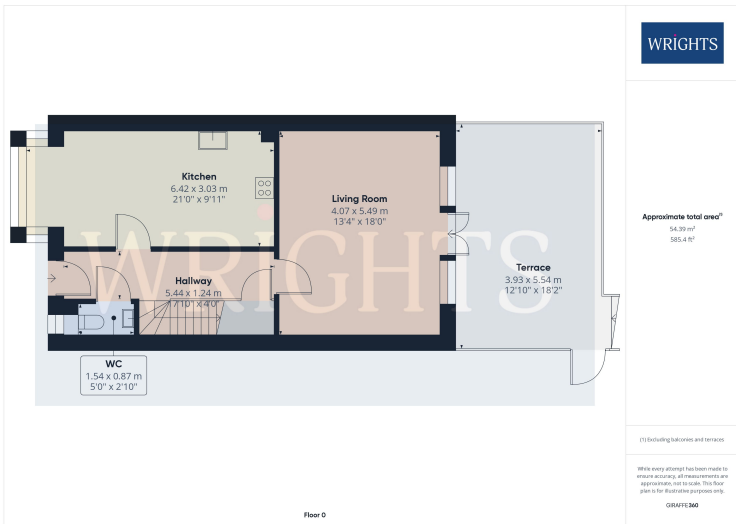 WRIGHTS
Kitchen
6.42 x 3.03 m
21'0" x 9'11"
Living Room
4.07 x 5.49 m
13'4" x 18'0"
Terrace
3.93 x 5.54 m
12'10" x 18'2"
Hallway
5.44 x 1.24 m
17'10" x 4'0"
WC
1.54 x 0.87 m
5'0" x 2'10"
WRIGHTS
Floor 0
Approximate total area⁽¹⁾
54.39 m²
585.4 ft²
(1) Excluding balconies and terraces
While every attempt has been made to
ensure accuracy, all measurements are
approximate, not to scale. This floor
plan is for illustrative purposes only.
GIRAFFE360